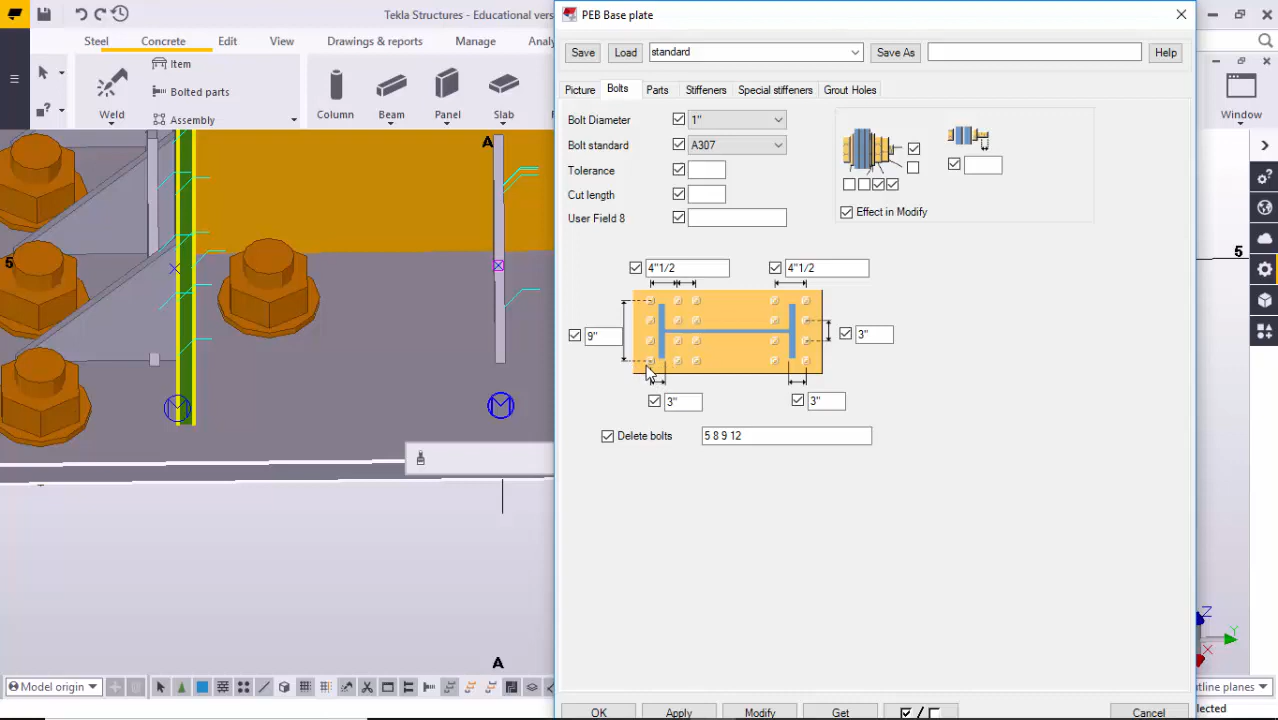 Tekla Structures - Educational vers
PEB Base plate
Steel
Concrete
Edit
View
Drawings & reports
Manage
Analy
Save
Load
standard
Save As
Help
Weld
Item
Bolted parts
Assembly
Column
Beam
Panel
Slab
Window
Picture
Bolts
Parts
Stiffeners
Special stiffeners
Grout Holes
Bolt Diameter
1"
Bolt standard
A307
Tolerance
Cut length
User Field 8
Effect in Modify
A
5
5
4"1/2
4"1/2
9"
3"
3"
3"
Delete bolts
5 8 9 12
A
Z
Y
X
Model origin
utline planes
OK
Apply
Modify
Get
/
Cancel
elected